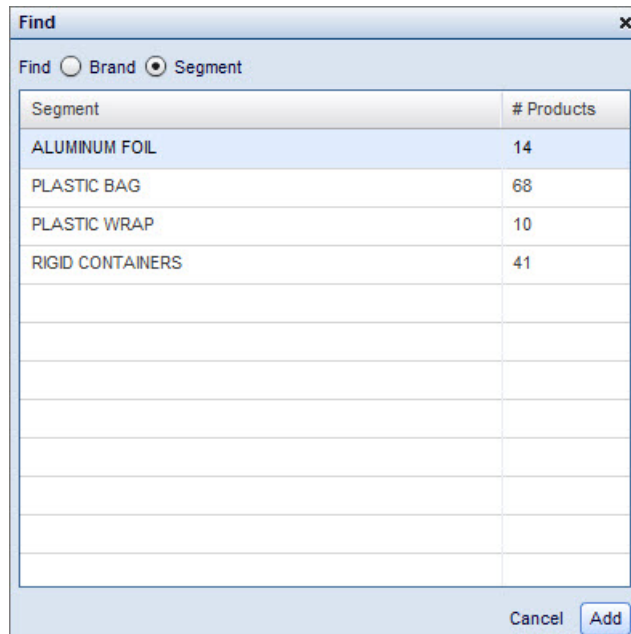 Find
Find Brand Segment
Segment # Products
ALUMINUM FOIL 14
PLASTIC BAG 68
PLASTIC WRAP 10
RIGID CONTAINERS 41
Cancel Add